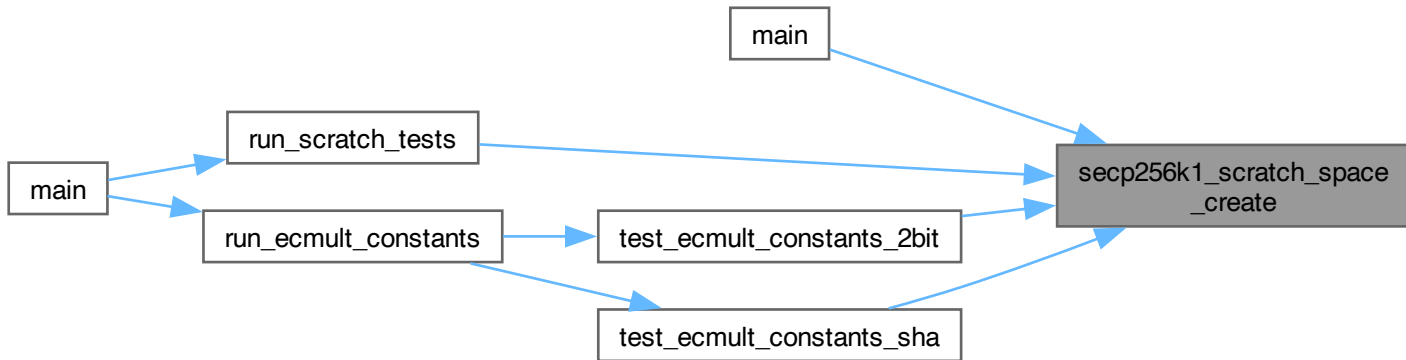 main
run_scratch_tests
secp256k1_scratch_space
_create
main
run_ecmult_constants
test_ecmult_constants_2bit
test_ecmult_constants_sha